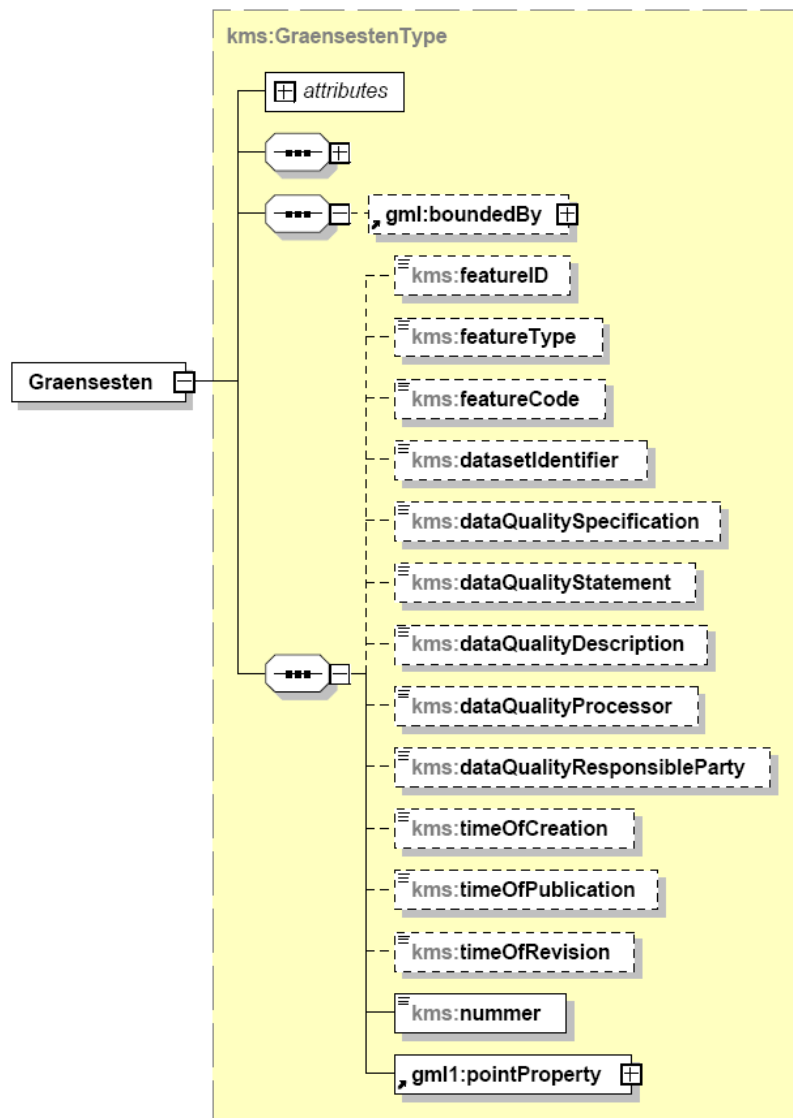 kms:GraensestenType
attributes
gml:boundedBy
kms:featureID
kms:featureType
Graensesten
kms:featureCode
kms:datasetIdentifier
kms:dataQualitySpecification
kms:dataQualityStatement
kms:dataQualityDescription
kms:dataQualityProcessor
kms:dataQualityResponsibleParty
kms:timeOfCreation
kms:timeOfPublication
kms:timeOfRevision
kms:nummer
gml1:pointProperty